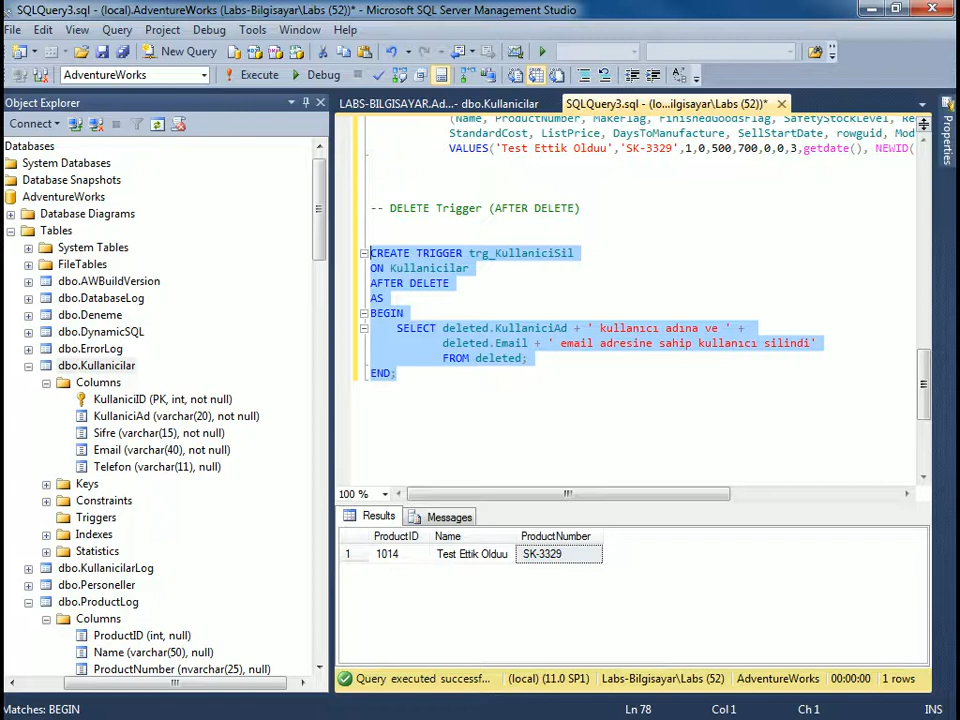 SQLQuery3.sql - (local).AdventureWorks (Labs-Bilgisayar\Labs (52))* - Microsoft SQL Server Management Studio
File Edit View Query Project Debug Tools Window Help
New Query
AdventureWorks Execute Debug
Object Explorer
Connect
Databases
System Databases
Database Snapshots
AdventureWorks
Database Diagrams
Tables
System Tables
FileTables
dbo.AWBuildVersion
dbo.DatabaseLog
dbo.Deneme
dbo.DynamicSQL
dbo.ErrorLog
dbo.Kullanicilar
Columns
KullaniciID (PK, int, not null)
KullaniciAd (varchar(20), not null)
Sifre (varchar(15), not null)
Email (varchar(40), not null)
Telefon (varchar(11), null)
Keys
Constraints
Triggers
Indexes
Statistics
dbo.KullanicilarLog
dbo.Personeller
dbo.ProductLog
Columns
ProductID (int, null)
Name (varchar(50), null)
ProductNumber (nvarchar(25), null)
LABS-BILGISAYAR.Ad...- dbo.Kullanicilar
SQLQuery3.sql - (lo...ilgisayar\Labs (52))*
(Name, ProductNumber, MakeFlag, FinishedGoodsFlag, SafetyStockLevel, Re
StandardCost, ListPrice, DaysToManufacture, SellStartDate, rowguid, Mod
VALUES('Test Ettik Olduu','SK-3329',1,0,500,700,0,0,3,getdate(), NEWID(
-- DELETE Trigger (AFTER DELETE)
CREATE TRIGGER trg_KullaniciSil
ON Kullanicilar
AFTER DELETE
AS
BEGIN
SELECT deleted.KullaniciAd + ' kullanıcı adına ve ' +
deleted.Email + ' email adresine sahip kullanıcı silindi'
FROM deleted;
END;
100 %
Results Messages
ProductID Name ProductNumber
1 1014 Test Ettik Olduu SK-3329
Query executed successf... (local) (11.0 SP1) Labs-Bilgisayar\Labs (52) AdventureWorks 00:00:00 1 rows
Properties
Matches: BEGIN Ln 78 Col 1 Ch 1 INS